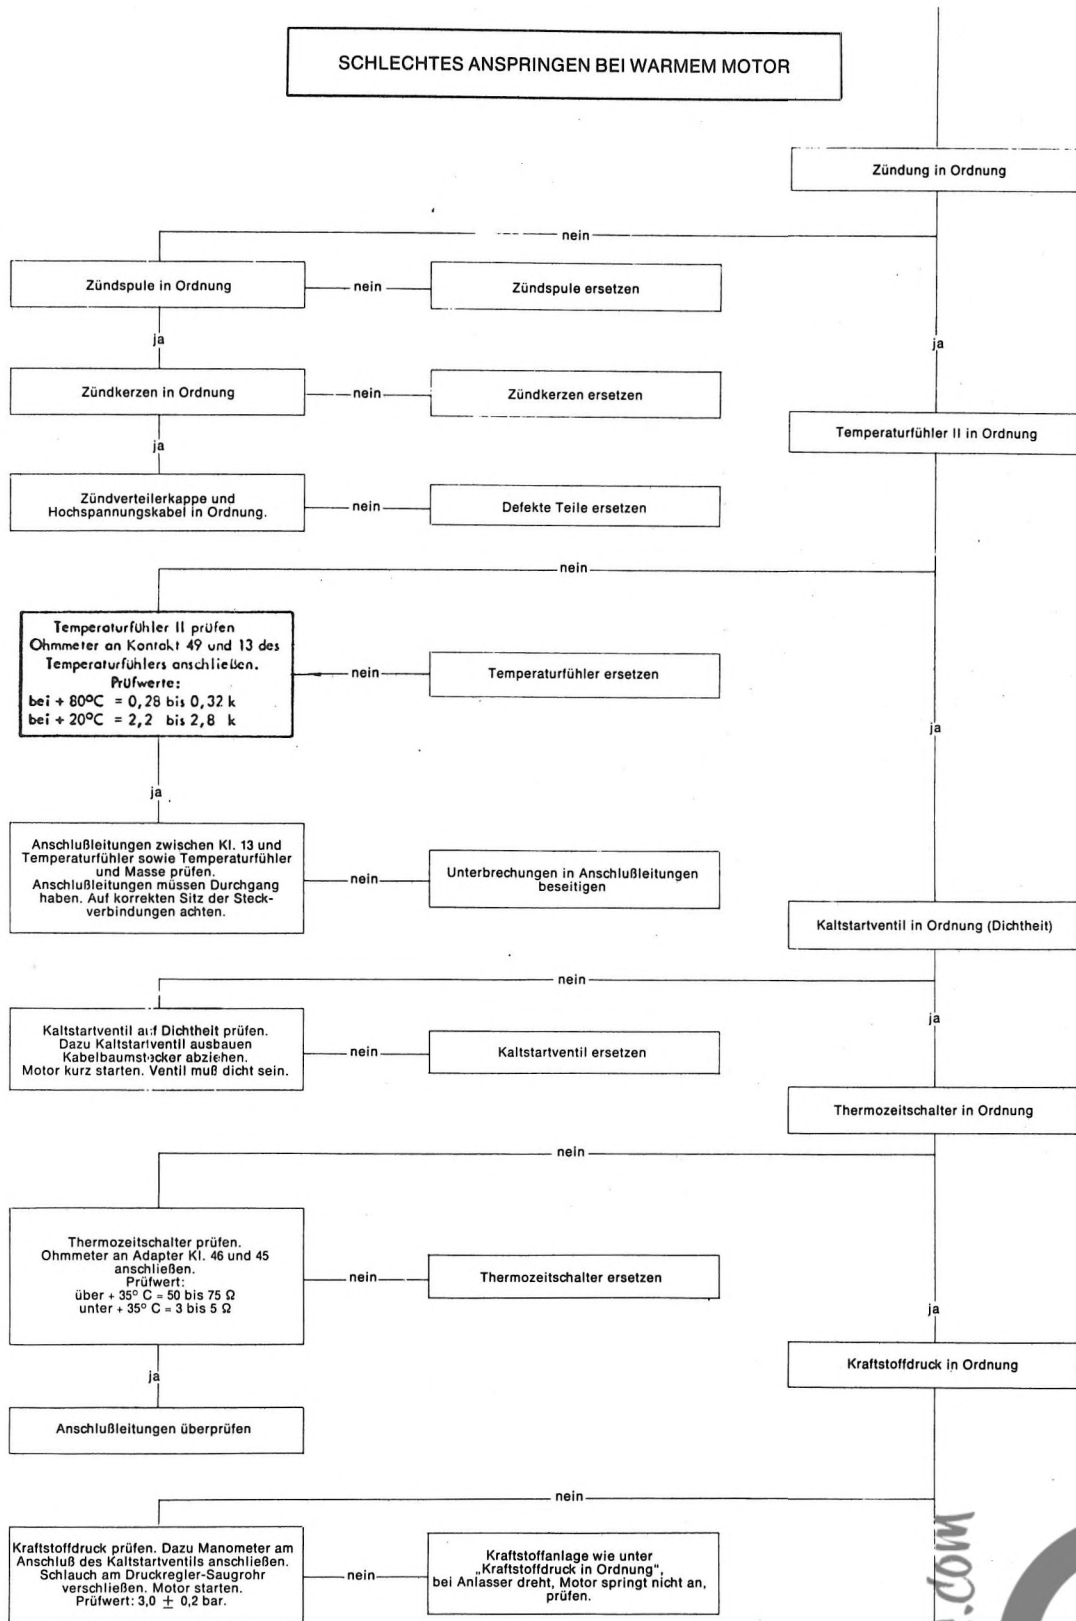 SCHLECHTES ANSPRINGEN BEI WARMEM MOTOR
Zündung in Ordnung
nein
Zündspule in Ordnung
nein
Zündspule ersetzen
ja
ja
Zündkerzen in Ordnung
nein
Zündkerzen ersetzen
Temperaturfühler II in Ordnung
ja
Zündverteilerkappe und
Hochspannungskabel in Ordnung.
nein
Defekte Teile ersetzen
nein
Temperaturfühler II prüfen
Ohmmeter an Kontakt 49 und 13 des
Temperaturfühlers anschließen.
Prüfwerte:
bei + 80°C = 0,28 bis 0,32 k
bei + 20°C = 2,2 bis 2,8 k
nein
Temperaturfühler ersetzen
ja
ja
Anschlußleitungen zwischen Kl. 13 und
Temperaturfühler sowie Temperaturfühler
und Masse prüfen.
Anschlußleitungen müssen Durchgang
haben. Auf korrekten Sitz der Steck-
verbindungen achten.
nein
Unterbrechungen in Anschlußleitungen
beseitigen
Kaltstartventil in Ordnung (Dichtheit)
nein
Kaltstartventil auf Dichtheit prüfen.
Dazu Kaltstartventil ausbauen
Kabelbaumstecker abziehen.
Motor kurz starten. Ventil muß dicht sein.
nein
Kaltstartventil ersetzen
ja
Thermozeitschalter in Ordnung
nein
Thermozeitschalter prüfen.
Ohmmeter an Adapter Kl. 46 und 45
anschließen.
Prüfwert:
über + 35° C = 50 bis 75 Ω
unter + 35° C = 3 bis 5 Ω
nein
Thermozeitschalter ersetzen
ja
Kraftstoffdruck in Ordnung
ja
Anschlußleitungen überprüfen
nein
Kraftstoffdruck prüfen. Dazu Manometer am
Anschluß des Kaltstartventils anschließen.
Schlauch am Druckregler-Saugrohr
verschließen. Motor starten.
Prüfwert: 3,0 ± 0,2 bar.
nein
Kraftstoffanlage wie unter
„Kraftstoffdruck in Ordnung",
bei Anlasser dreht, Motor springt nicht an,
prüfen.
.com